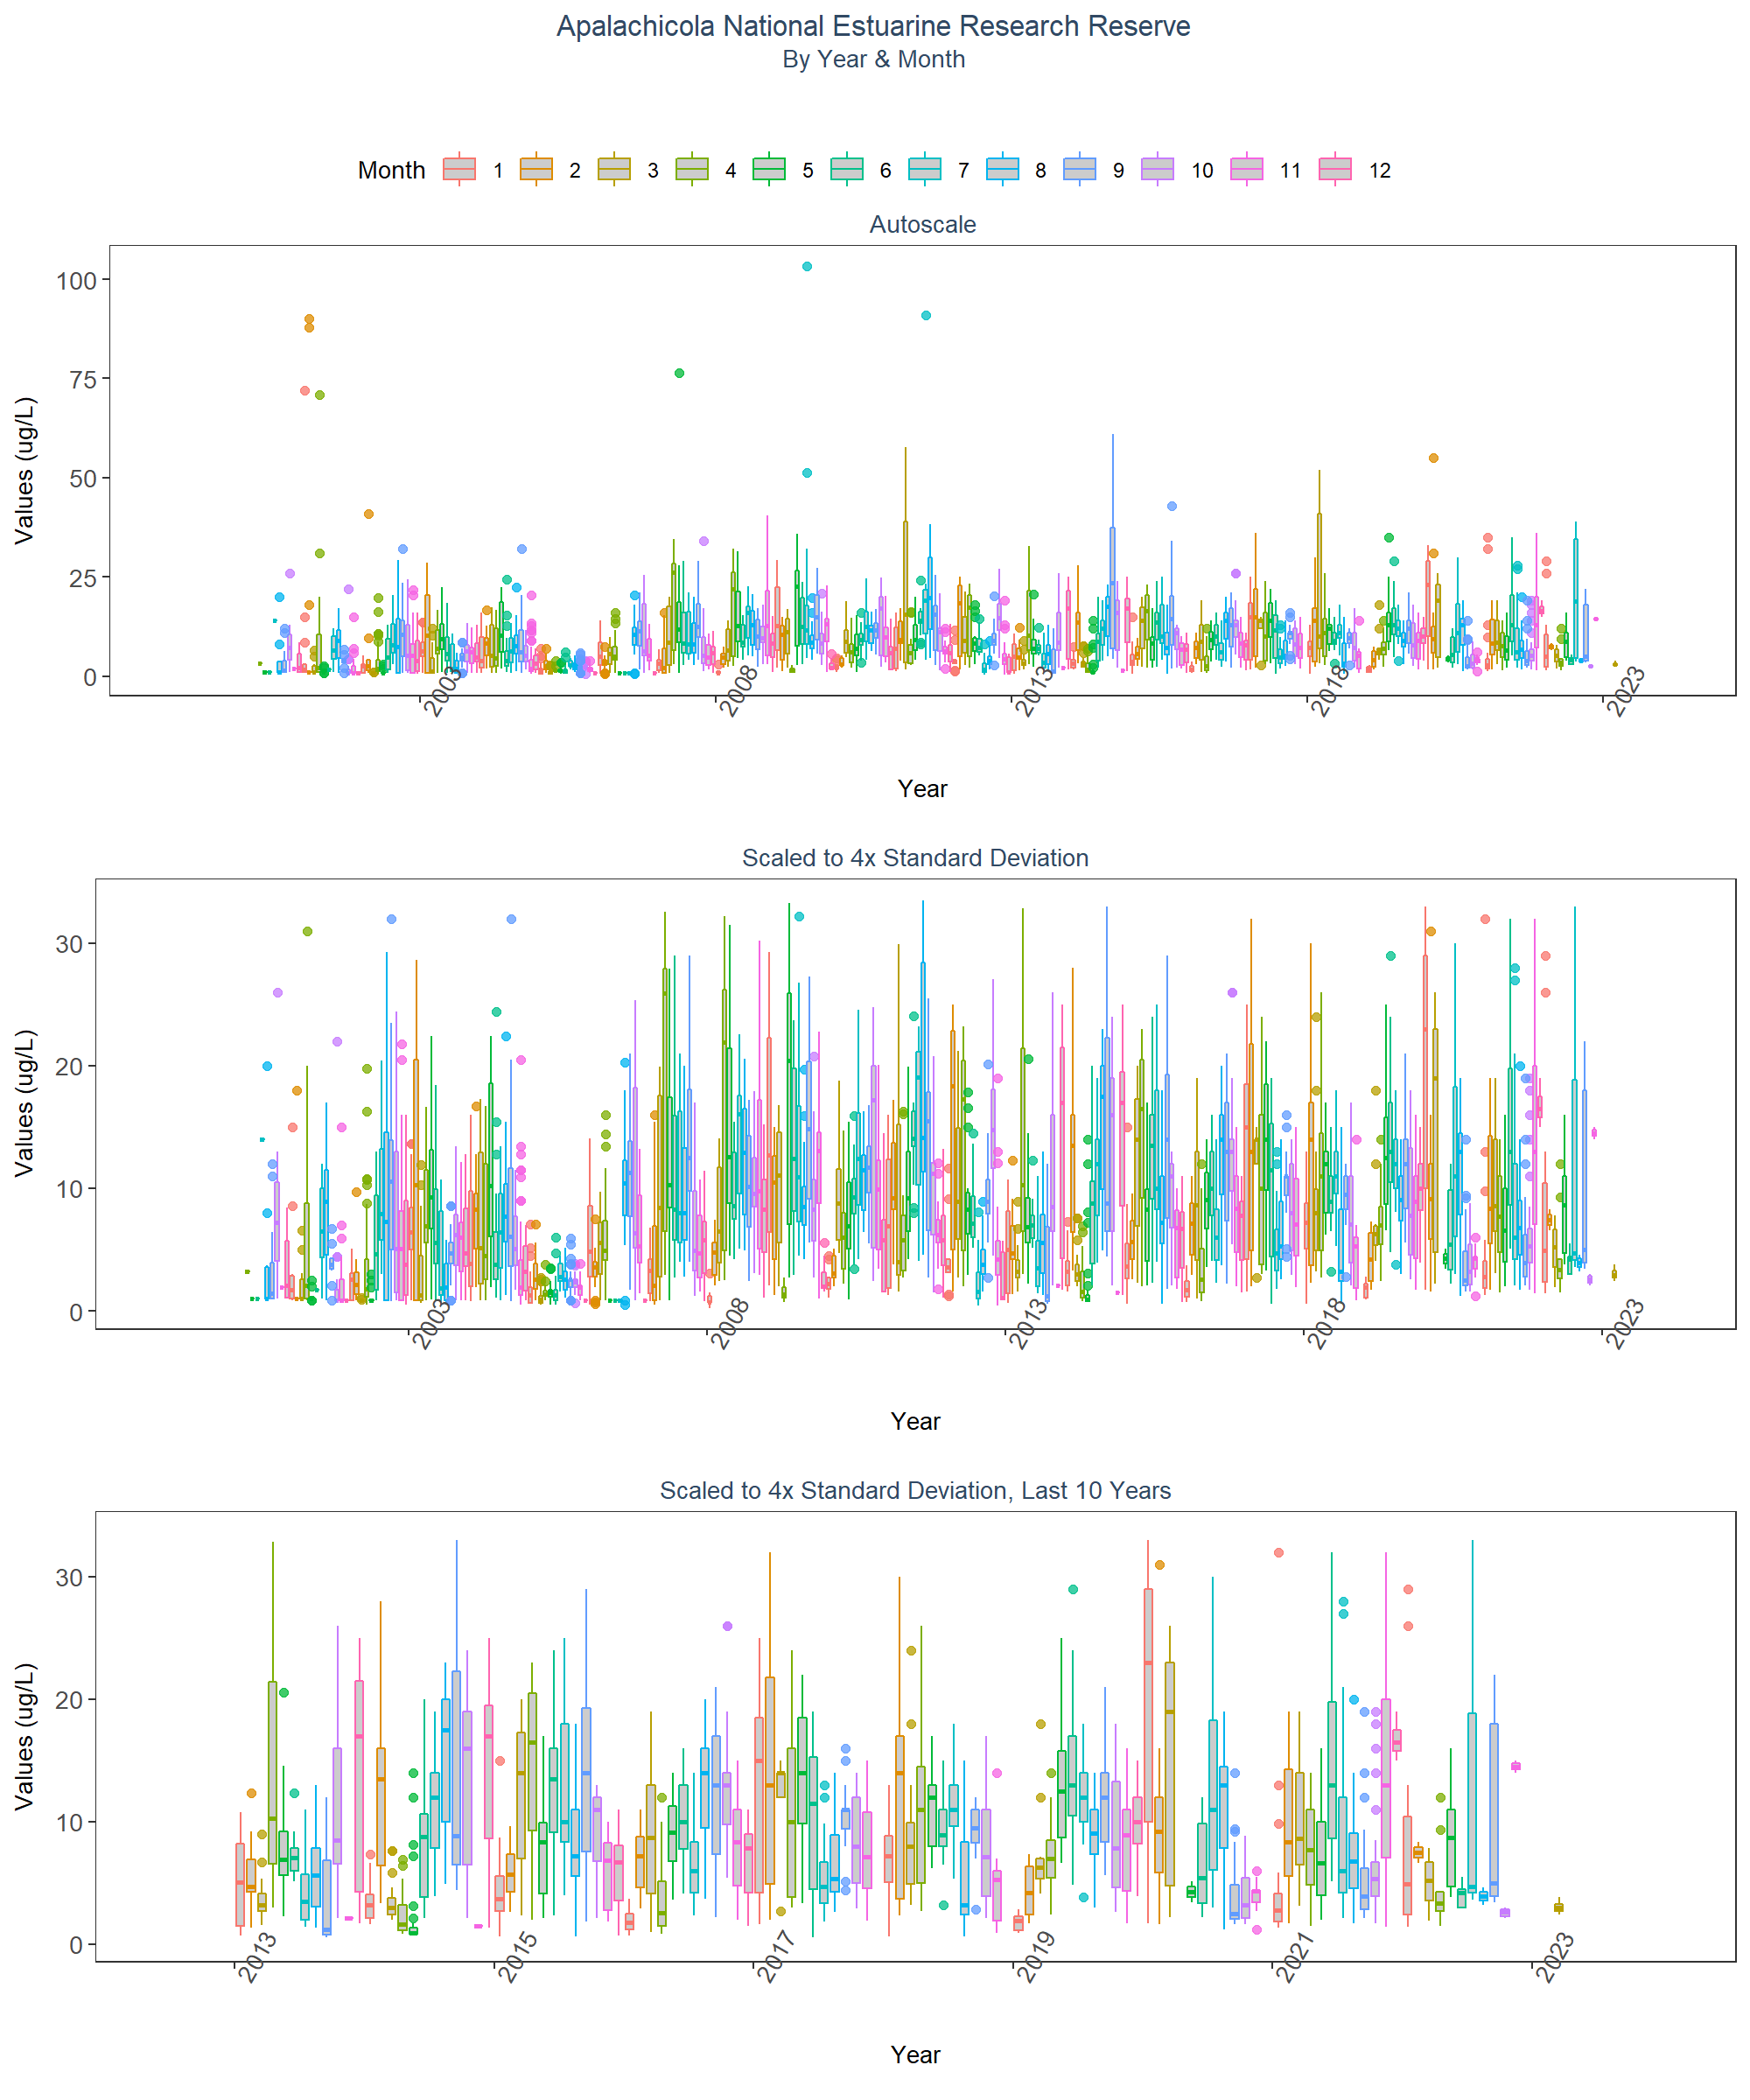 Apalachicola National Estuarine Research Reserve
By Year & Month
Month 1 2 3 4 5 6 7 8 9 10 11 12
Autoscale
Values (ug/L)
100
75
50
25
0
2003 2008 2013 2018 2023
Year
Scaled to 4x Standard Deviation
Values (ug/L)
30
20
10
0
2003 2008 2013 2018 2023
Year
Scaled to 4x Standard Deviation, Last 10 Years
Values (ug/L)
30
20
10
0
2013 2015 2017 2019 2021 2023
Year